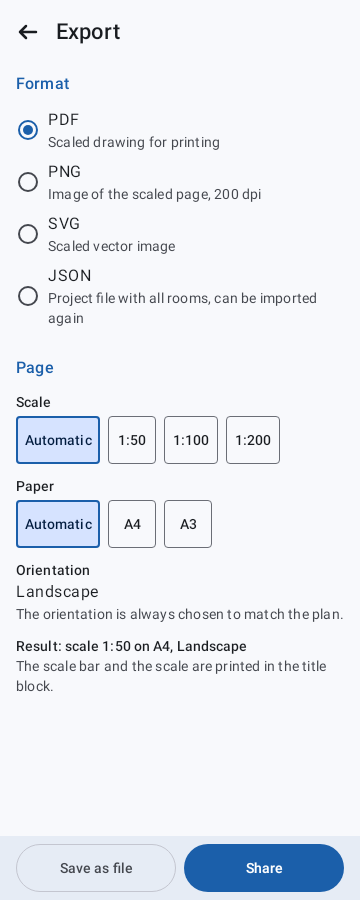 Export
Format
PDF
Scaled drawing for printing
PNG
Image of the scaled page, 200 dpi
SVG
Scaled vector image
JSON
Project file with all rooms, can be imported
again
Page
Scale
Automatic 1:50 1:100 1:200
Paper
Automatic A4 A3
Orientation
Landscape
The orientation is always chosen to match the plan.
Result: scale 1:50 on A4, Landscape
The scale bar and the scale are printed in the title
block.
Save as file Share